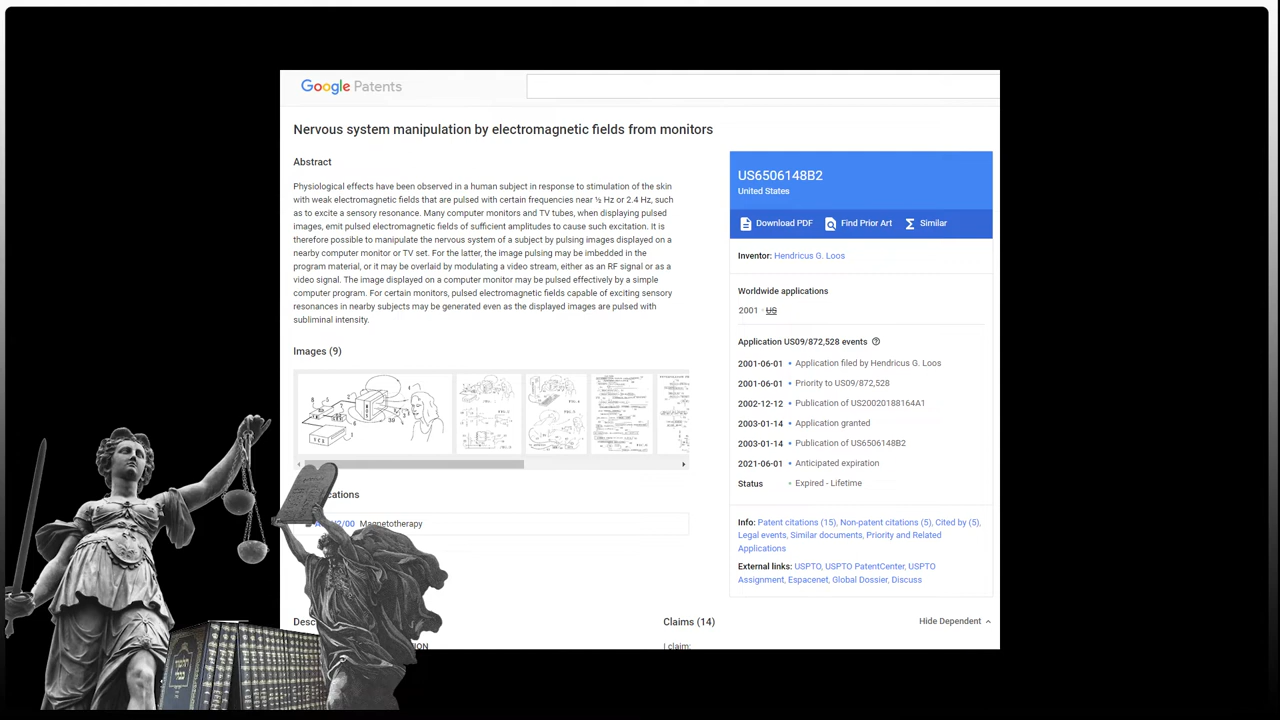 Google Patents
Nervous system manipulation by electromagnetic fields from monitors
Abstract
Physiological effects have been observed in a human subject in response to stimulation of the skin
with weak electromagnetic fields that are pulsed with certain frequencies near ½ Hz or 2.4 Hz, such
as to excite a sensory resonance. Many computer monitors and TV tubes, when displaying pulsed
images, emit pulsed electromagnetic fields of sufficient amplitudes to cause such excitation. It is
therefore possible to manipulate the nervous system of a subject by pulsing images displayed on a
nearby computer monitor or TV set. For the latter, the image pulsing may be imbedded in the
program material, or it may be overlaid by modulating a video stream, either as an RF signal or as a
video signal. The image displayed on a computer monitor may be pulsed effectively by a simple
computer program. For certain monitors, pulsed electromagnetic fields capable of exciting sensory
resonances in nearby subjects may be generated even as the displayed images are pulsed with
subliminal intensity.
Images (9)
Magnetotherapy
US6506148B2
United States
Download PDF Find Prior Art Similar
Inventor: Hendricus G. Loos
Worldwide applications
2001 · US
Application US09/872,528 events
2001-06-01 • Application filed by Hendricus G. Loos
2001-06-01 • Priority to US09/872,528
2002-12-12 • Publication of US20020188164A1
2003-01-14 • Application granted
2003-01-14 • Publication of US6506148B2
2021-06-01 • Anticipated expiration
Status • Expired - Lifetime
Info: Patent citations (15), Non-patent citations (5), Cited by (5),
Legal events, Similar documents, Priority and Related
Applications
External links: USPTO, USPTO PatentCenter, USPTO
Assignment, Espacenet, Global Dossier, Discuss
Claims (14)
Hide Dependent
I claim: